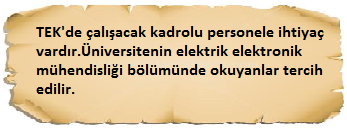 TEK'de çalışacak kadrolu personele ihtiyaç
vardır.Üniversitenin elektrik elektronik
mühendisliği bölümünde okuyanlar tercih
edilir.